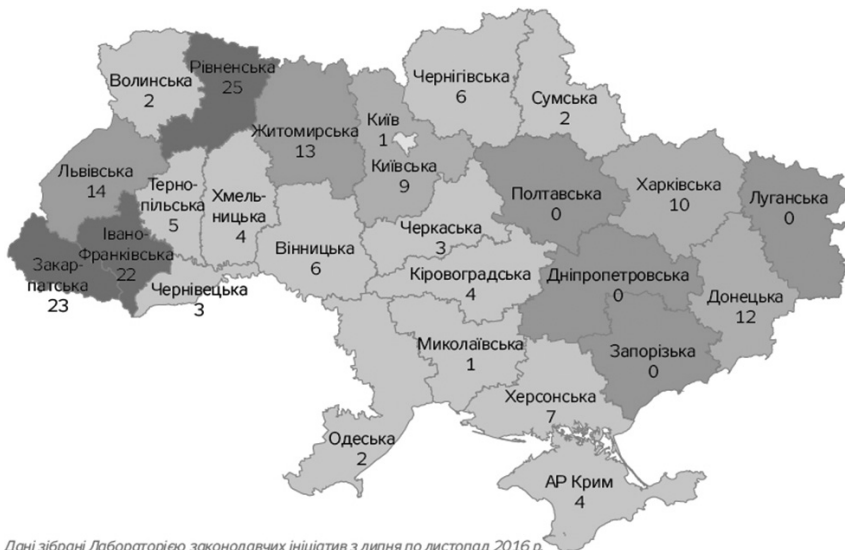 Волинська
2
Рівненська
25
Житомирська
13
Київ
1
Київська
9
Чернігівська
6
Сумська
2
Львівська
14
Терно-
пільська
5
Хмель-
ницька
4
Вінницька
6
Черкаська
3
Полтавська
0
Харківська
10
Луганська
0
Закар-
патська
23
Івано-
Франківська
22
Чернівецька
3
Кіровоградська
4
Дніпропетровська
0
Донецька
12
Миколаївська
1
Запорізька
0
Херсонська
7
Одеська
2
АР Крим
4
Дані зібрані Лабораторією законодавчих ініціатив з липня по листопад 2016 р.